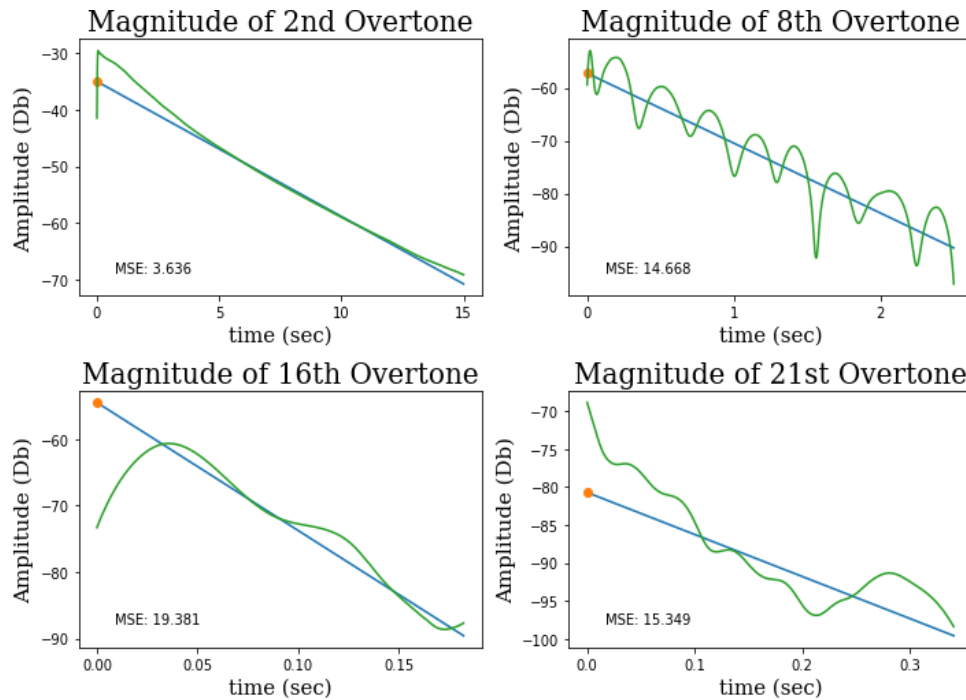 Magnitude of 2nd Overtone
Amplitude (Db)
−30
−40
−50
−60
−70
MSE: 3.636
0
5
10
15
time (sec)
Magnitude of 8th Overtone
Amplitude (Db)
−60
−70
−80
−90
MSE: 14.668
0
1
2
time (sec)
Magnitude of 16th Overtone
Amplitude (Db)
−60
−70
−80
−90
MSE: 19.381
0.00
0.05
0.10
0.15
time (sec)
Magnitude of 21st Overtone
Amplitude (Db)
−70
−75
−80
−85
−90
−95
−100
MSE: 15.349
0.0
0.1
0.2
0.3
time (sec)